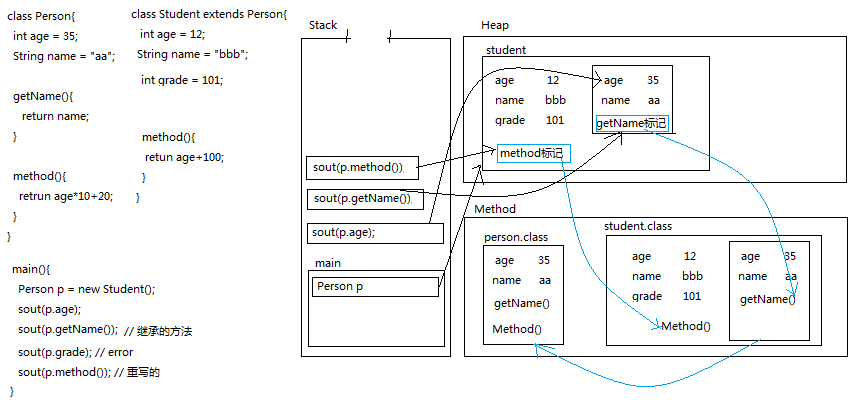 class Person{
int age = 35;
String name = "aa";
getName(){
return name;
}
method(){
retrun age*10+20;
}
}
main(){
Person p = new Student();
sout(p.age);
sout(p.getName()); // 继承的方法
sout(p.grade); // error
sout(p.method()); // 重写的
}
class Student extends Person{
int age = 12;
String name = "bbb";
int grade = 101;
method(){
retun age+100;
}
}
Stack
sout(p.method());
sout(p.getName());
sout(p.age);
main
Person p
Heap
student
age 12
name bbb
grade 101
method标记
age 35
name aa
getName标记
Method
person.class
age 35
name aa
getName()
Method()
student.class
age 12
name bbb
grade 101
Method()
age 35
name aa
getName()